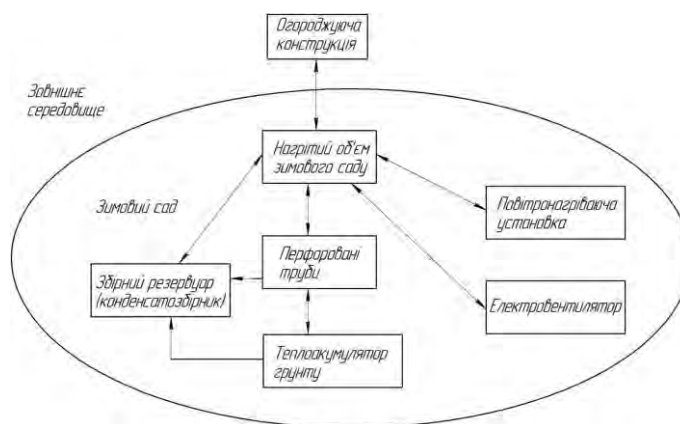 Огороджуюча
конструкція
Зовнішнє
середовище
Нагрітий об'єм
зимового саду
Зимовий сад
Повітронагріваюча
установка
Перфоровані
труби
Збірний резервуар
(конденсатозбірник)
Електровентилятор
Теплоакумулятор
грунту